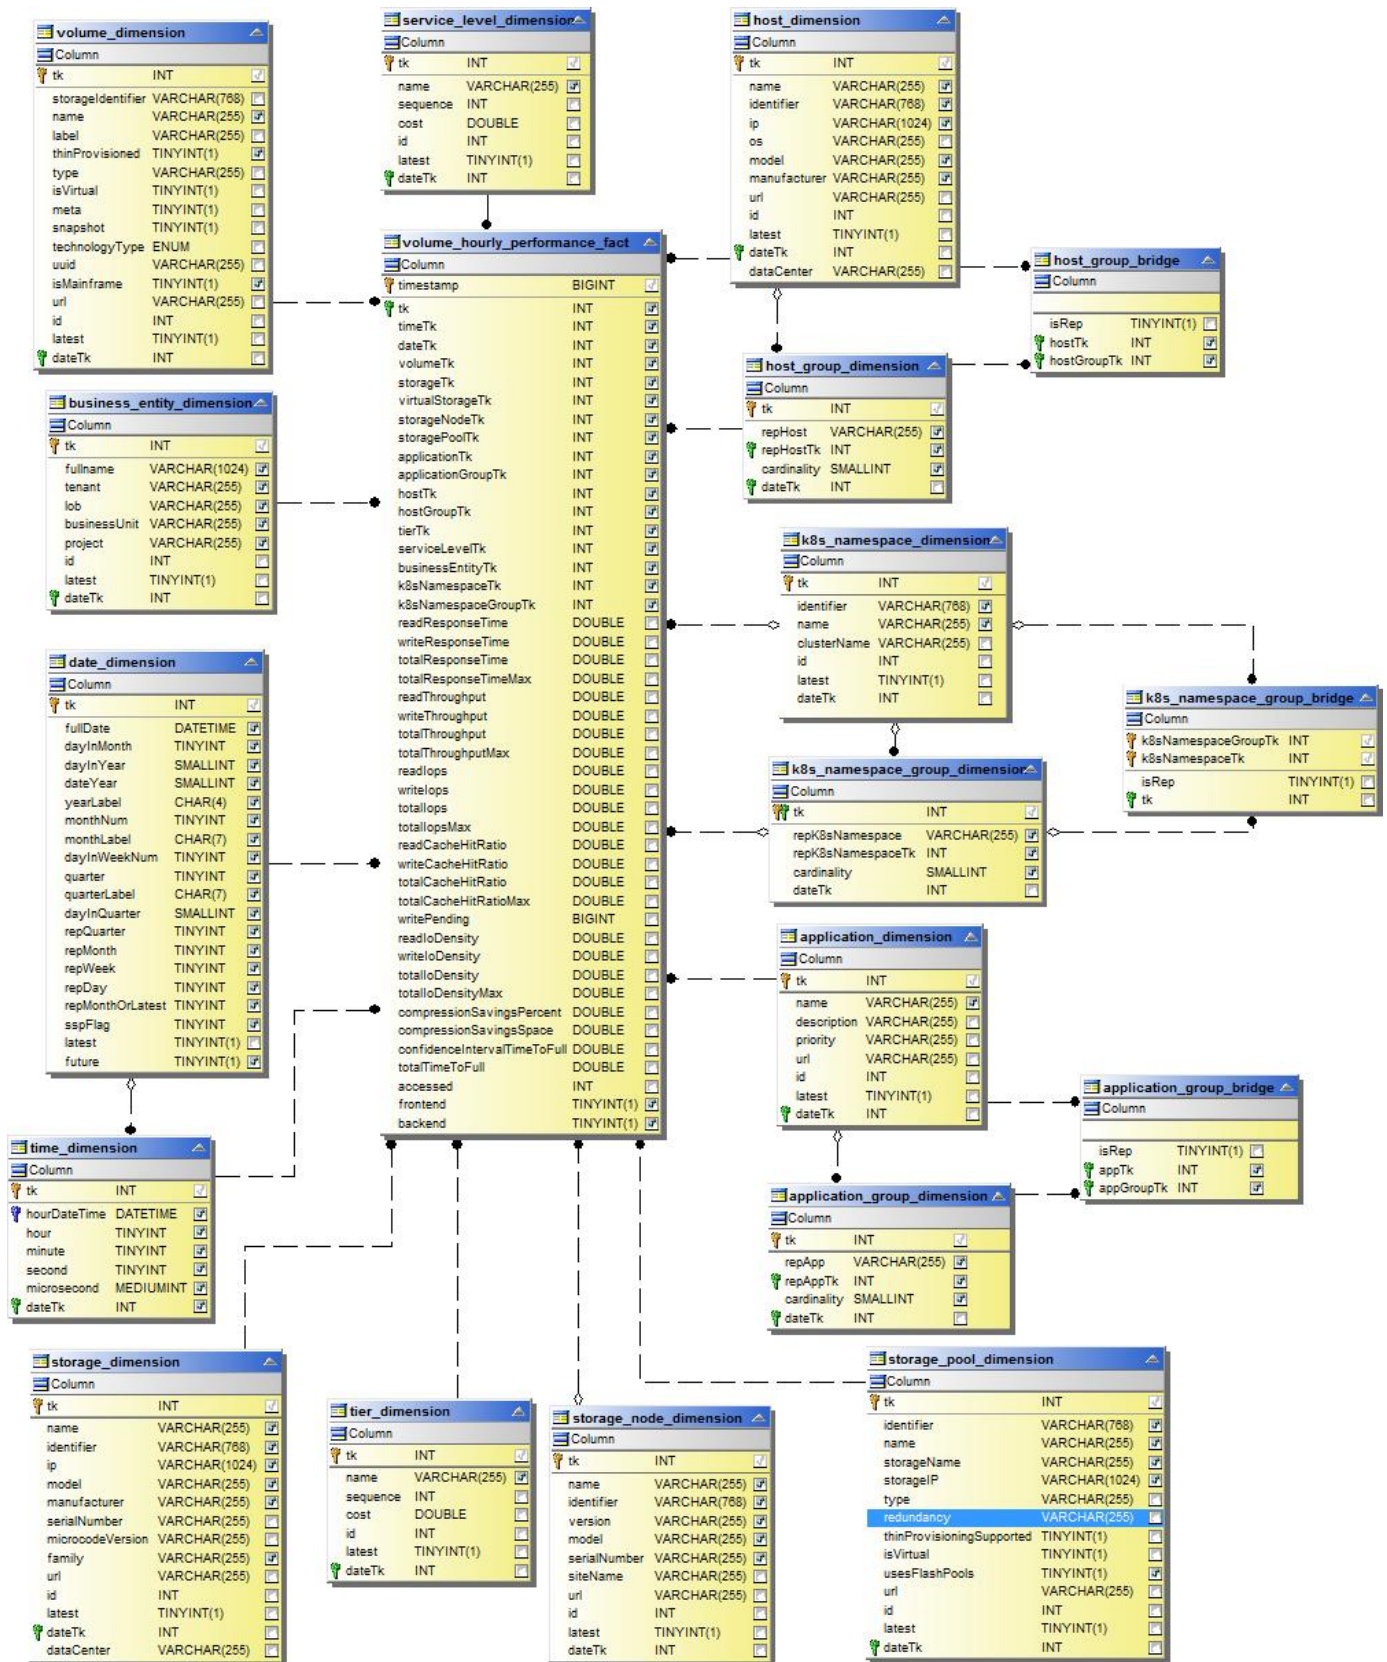 volume_dimension
Column
tk INT
storageIdentifier VARCHAR(768)
name VARCHAR(255)
label VARCHAR(255)
thinProvisioned TINYINT(1)
type VARCHAR(255)
isVirtual TINYINT(1)
meta TINYINT(1)
snapshot TINYINT(1)
technologyType ENUM
uuid VARCHAR(255)
isMainframe TINYINT(1)
url VARCHAR(255)
id INT
latest TINYINT(1)
dateTk INT
service_level_dimension
Column
tk INT
name VARCHAR(255)
sequence INT
cost DOUBLE
id INT
latest TINYINT(1)
dateTk INT
host_dimension
Column
tk INT
name VARCHAR(255)
identifier VARCHAR(768)
ip VARCHAR(1024)
os VARCHAR(255)
model VARCHAR(255)
manufacturer VARCHAR(255)
url VARCHAR(255)
id INT
latest TINYINT(1)
dateTk INT
dataCenter VARCHAR(255)
host_group_bridge
Column
isRep TINYINT(1)
hostTk INT
hostGroupTk INT
volume_hourly_performance_fact
Column
timestamp BIGINT
tk INT
timeTk INT
dateTk INT
volumeTk INT
storageTk INT
virtualStorageTk INT
storageNodeTk INT
storagePoolTk INT
applicationTk INT
applicationGroupTk INT
hostTk INT
hostGroupTk INT
tierTk INT
serviceLevelTk INT
businessEntityTk INT
k8sNamespaceTk INT
k8sNamespaceGroupTk INT
readResponseTime DOUBLE
writeResponseTime DOUBLE
totalResponseTime DOUBLE
totalResponseTimeMax DOUBLE
readThroughput DOUBLE
writeThroughput DOUBLE
totalThroughput DOUBLE
totalThroughputMax DOUBLE
readIops DOUBLE
writeIops DOUBLE
totalIops DOUBLE
totalIopsMax DOUBLE
readCacheHitRatio DOUBLE
writeCacheHitRatio DOUBLE
totalCacheHitRatio DOUBLE
totalCacheHitRatioMax DOUBLE
writePending BIGINT
readIoDensity DOUBLE
writeIoDensity DOUBLE
totalIoDensity DOUBLE
totalIoDensityMax DOUBLE
compressionSavingsPercent DOUBLE
compressionSavingsSpace DOUBLE
confidenceIntervalTimeToFull DOUBLE
totalTimeToFull DOUBLE
accessed INT
frontend TINYINT(1)
backend TINYINT(1)
host_group_dimension
Column
tk INT
repHost VARCHAR(255)
repHostTk INT
cardinality SMALLINT
dateTk INT
business_entity_dimension
Column
tk INT
fullname VARCHAR(1024)
tenant VARCHAR(255)
lob VARCHAR(255)
businessUnit VARCHAR(255)
project VARCHAR(255)
id INT
latest TINYINT(1)
dateTk INT
k8s_namespace_dimension
Column
tk INT
identifier VARCHAR(768)
name VARCHAR(255)
clusterName VARCHAR(255)
id INT
latest TINYINT(1)
dateTk INT
k8s_namespace_group_bridge
Column
k8sNamespaceGroupTk INT
k8sNamespaceTk INT
isRep TINYINT(1)
tk INT
date_dimension
Column
tk INT
fullDate DATETIME
dayInMonth TINYINT
dayInYear SMALLINT
dateYear SMALLINT
yearLabel CHAR(4)
monthNum TINYINT
monthLabel CHAR(7)
dayInWeekNum TINYINT
quarter TINYINT
quarterLabel CHAR(7)
dayInQuarter SMALLINT
repQuarter TINYINT
repMonth TINYINT
repWeek TINYINT
repDay TINYINT
repMonthOrLatest TINYINT
sspFlag TINYINT
latest TINYINT(1)
future TINYINT(1)
k8s_namespace_group_dimension
Column
tk INT
repK8sNamespace VARCHAR(255)
repK8sNamespaceTk INT
cardinality SMALLINT
dateTk INT
application_dimension
Column
tk INT
name VARCHAR(255)
description VARCHAR(255)
priority VARCHAR(255)
url VARCHAR(255)
id INT
latest TINYINT(1)
dateTk INT
application_group_bridge
Column
isRep TINYINT(1)
appTk INT
appGroupTk INT
time_dimension
Column
tk INT
hourDateTime DATETIME
hour TINYINT
minute TINYINT
second TINYINT
microsecond MEDIUMINT
dateTk INT
application_group_dimension
Column
tk INT
repApp VARCHAR(255)
repAppTk INT
cardinality SMALLINT
dateTk INT
storage_dimension
Column
tk INT
name VARCHAR(255)
identifier VARCHAR(768)
ip VARCHAR(1024)
model VARCHAR(255)
manufacturer VARCHAR(255)
serialNumber VARCHAR(255)
microcodeVersion VARCHAR(255)
family VARCHAR(255)
url VARCHAR(255)
id INT
latest TINYINT(1)
dateTk INT
dataCenter VARCHAR(255)
tier_dimension
Column
tk INT
name VARCHAR(255)
sequence INT
cost DOUBLE
id INT
latest TINYINT(1)
dateTk INT
storage_node_dimension
Column
tk INT
name VARCHAR(255)
identifier VARCHAR(768)
version VARCHAR(255)
model VARCHAR(255)
serialNumber VARCHAR(255)
siteName VARCHAR(255)
url VARCHAR(255)
id INT
latest TINYINT(1)
dateTk INT
storage_pool_dimension
Column
tk INT
identifier VARCHAR(768)
name VARCHAR(255)
storageName VARCHAR(255)
storageIP VARCHAR(1024)
type VARCHAR(255)
redundancy VARCHAR(255)
thinProvisioningSupported TINYINT(1)
isVirtual TINYINT(1)
usesFlashPools TINYINT(1)
url VARCHAR(255)
id INT
latest TINYINT(1)
dateTk INT